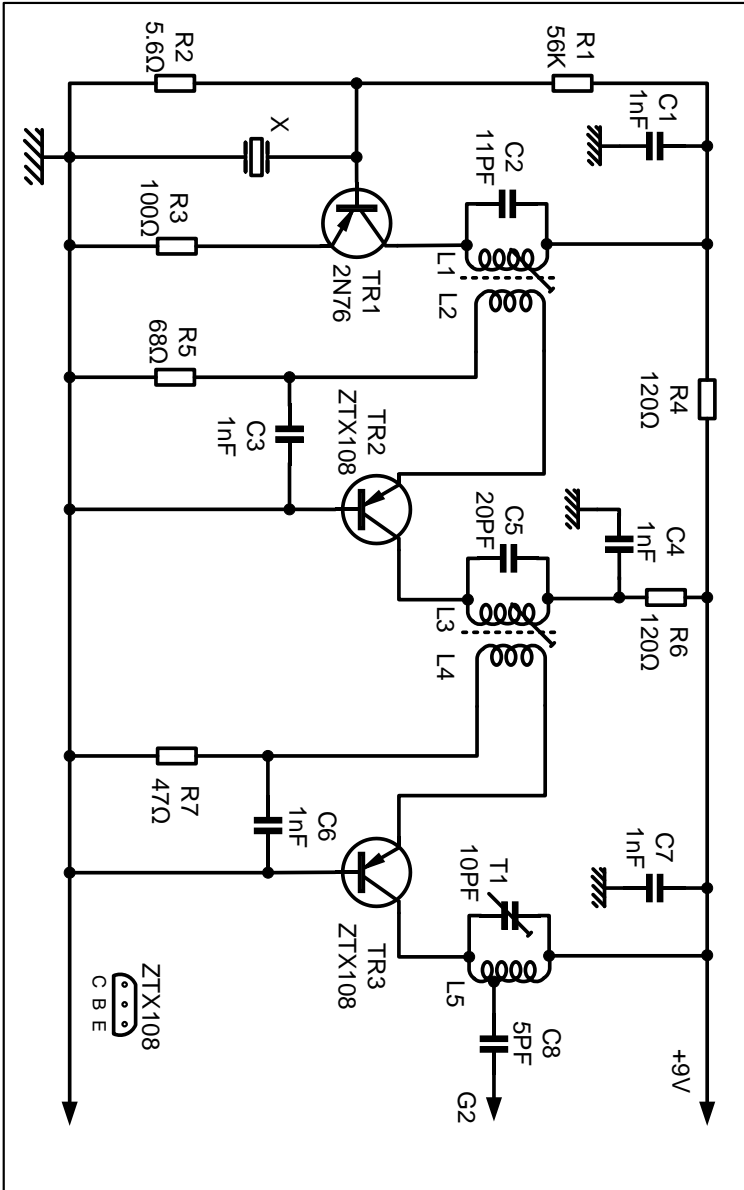 R1
56K
C1
1nF
R2
5.6Ω
X
C2
11PF
R3
100Ω
TR1
2N76
L1
L2
R4
120Ω
R5
68Ω
C3
1nF
TR2
ZTX108
C5
20PF
C4
1nF
L3
L4
R6
120Ω
R7
47Ω
C6
1nF
TR3
ZTX108
T1
10PF
C7
1nF
L5
C8
5PF
G2
+9V
ZTX108
C B E